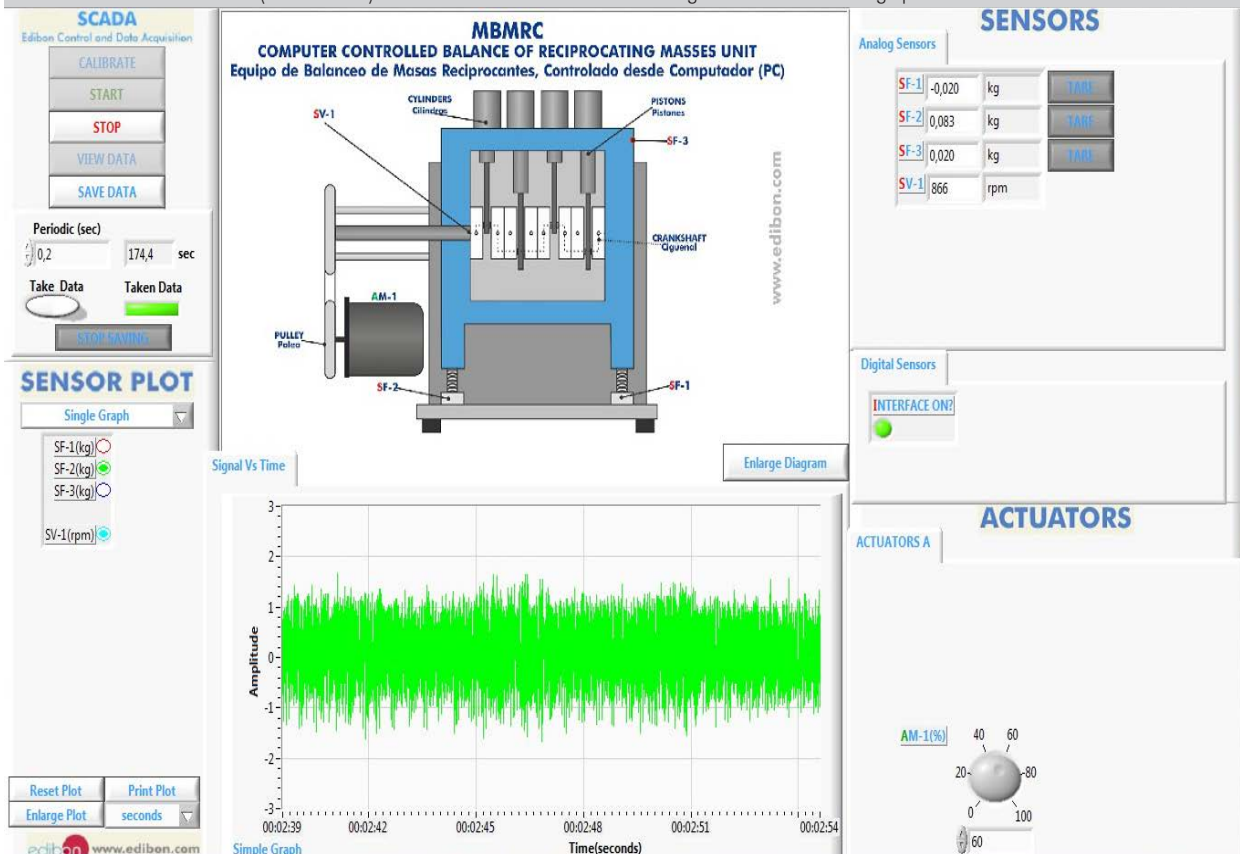 SCADA
Edibon Control and Data Acquisition
CALIBRATE
START
STOP
VIEW DATA
SAVE DATA
Periodic (sec)
0,2
174,4 sec
Take Data
Taken Data
STOP SAVING
SENSOR PLOT
Single Graph
SF-1(kg)
SF-2(kg)
SF-3(kg)
SV-1(rpm)
Reset Plot
Print Plot
Enlarge Plot
seconds
edibon www.edibon.com
MBMRC
COMPUTER CONTROLLED BALANCE OF RECIPROCATING MASSES UNIT
Equipo de Balanceo de Masas Reciprocantes, Controlado desde Computador (PC)
SV-1
CYLINDERS
Cilindros
PISTONS
Pistones
SF-3
CRANKSHAFT
Ciguenal
www.edibon.com
AM-1
PULLEY
Polea
SF-2
SF-1
Enlarge Diagram
Signal Vs Time
Amplitude
3
2
1
0
-1
-2
-3
00:02:39
00:02:42
00:02:45
00:02:48
00:02:51
00:02:54
Time(seconds)
Simple Graph
SENSORS
Analog Sensors
SF-1 -0,020 kg TARE
SF-2 0,083 kg TARE
SF-3 0,020 kg TARE
SV-1 866 rpm
Digital Sensors
INTERFACE ON?
ACTUATORS
ACTUATORS A
AM-1(%)
40 60
20 80
0 100
60